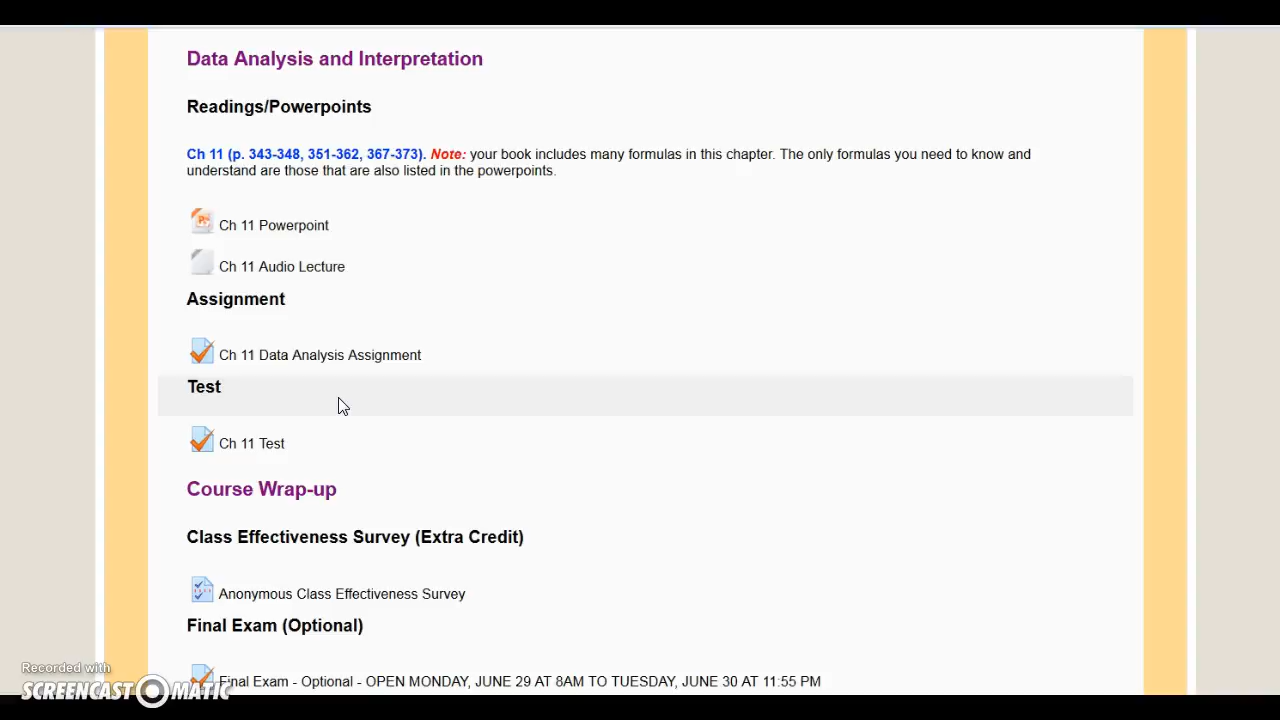 Data Analysis and Interpretation
Readings/Powerpoints
Ch 11 (p. 343-348, 351-362, 367-373). Note: your book includes many formulas in this chapter. The only formulas you need to know and
understand are those that are also listed in the powerpoints.
Ch 11 Powerpoint
Ch 11 Audio Lecture
Assignment
Ch 11 Data Analysis Assignment
Test
Ch 11 Test
Course Wrap-up
Class Effectiveness Survey (Extra Credit)
Anonymous Class Effectiveness Survey
Final Exam (Optional)
Final Exam - Optional - OPEN MONDAY, JUNE 29 AT 8AM TO TUESDAY, JUNE 30 AT 11:55 PM
Recorded with
SCREENCAST O MATIC